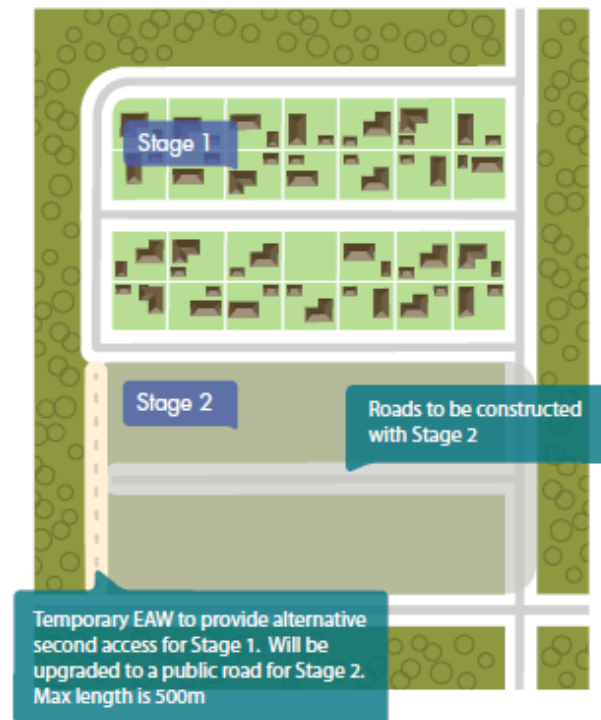 Stage 1
Stage 2
Roads to be constructed
with Stage 2
Temporary EAW to provide alternative
second access for Stage 1. Will be
upgraded to a public road for Stage 2.
Max length is 500m